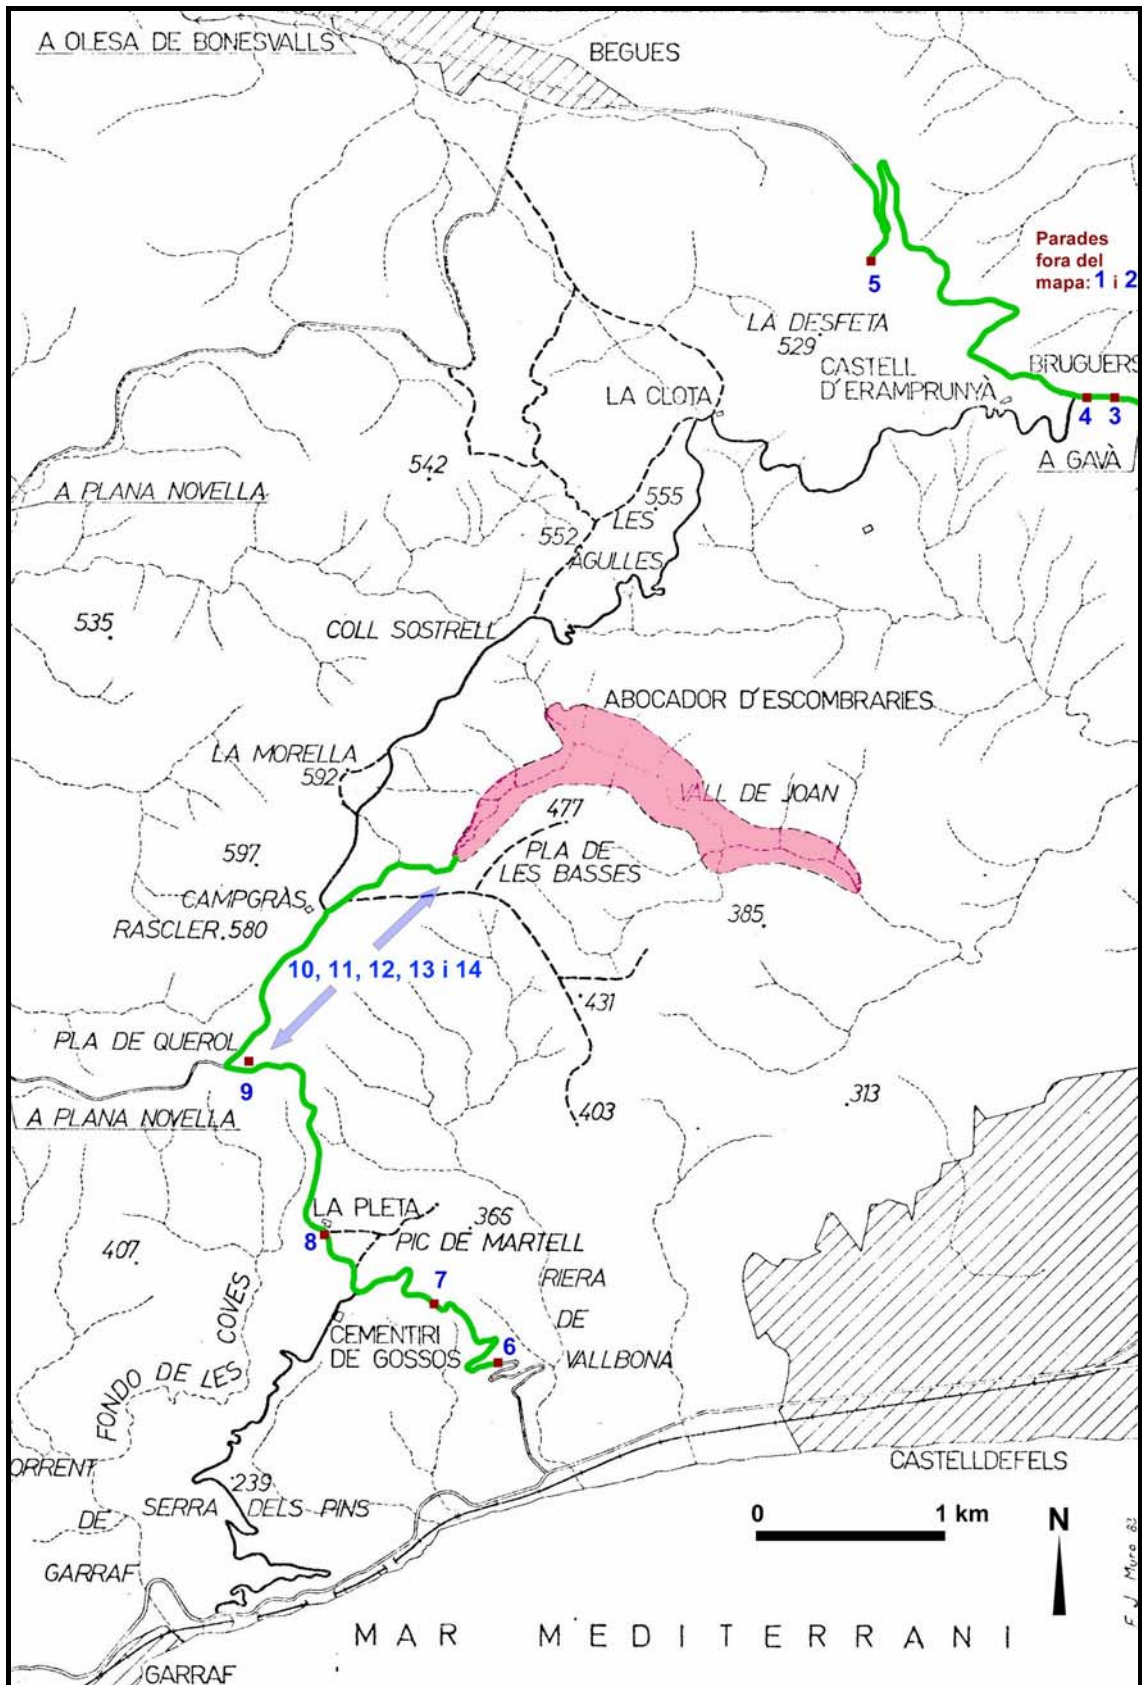 A OLESA DE BONESVALLS
BEGUES
Parades
fora del
mapa: 1 i 2
5
LA DESFETA
529
CASTELL
D'ERAMPRUNYÀ
BRUGUERS
LA CLOTA
4 3
A GAVÀ
542
A PLANA NOVELLA
555
LES
552
AGULLES
535
COLL SOSTRELL
ABOCADOR D'ESCOMBRARIES
LA MORELLA
592
VALL DE JOAN
477
597
PLA DE
LES BASSES
CAMPGRÀS
385
RASCLER 580
10, 11, 12, 13 i 14
431
PLA DE QUEROL
9
A PLANA NOVELLA
403
313
LA PLETA
365
8
PIC DE MARTELL
407
7
RIERA
DE
VALLBONA
6
CEMENTIRI
DE GOSSOS
FONDO DE LES COVES
CASTELLDEFELS
ORRENT
DE
GARRAF
239
SERRA DELS PINS
0 1 km
N
F. J. Muro 83
MAR MEDITERRANI
GARRAF